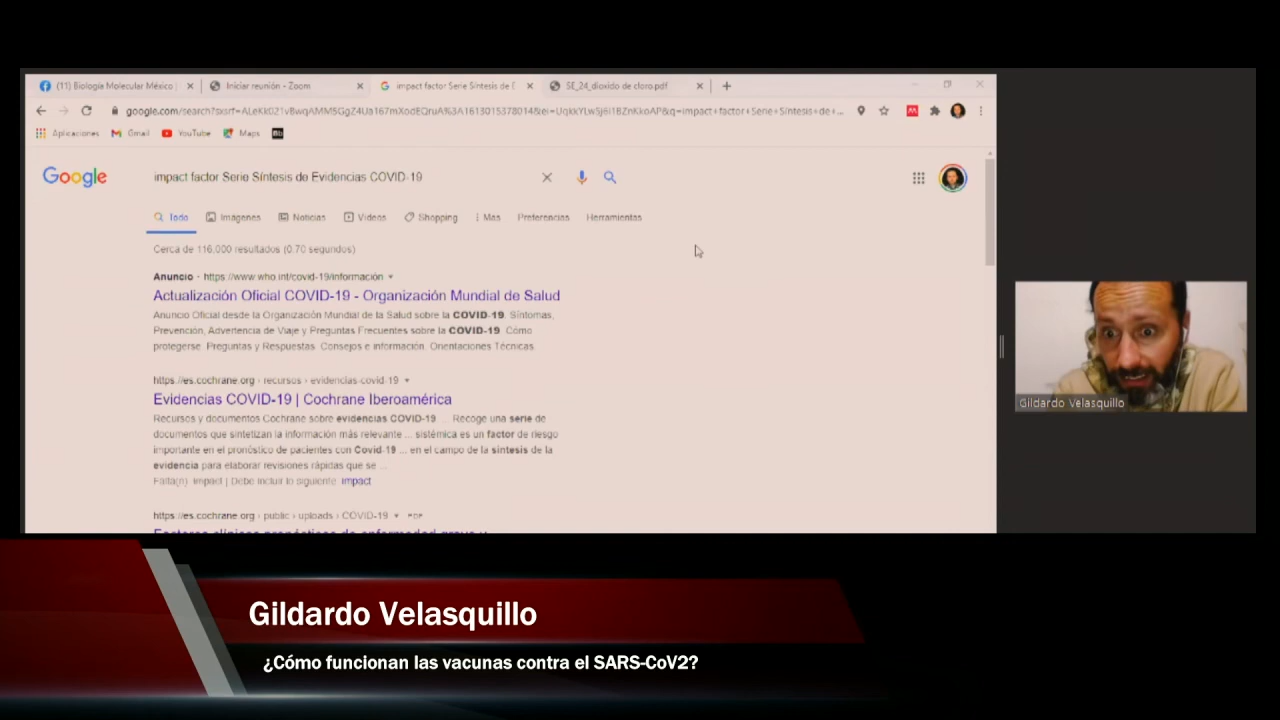 (11) Biología Molecular México
Iniciar reunión - Zoom
impact factor Serie Síntesis de E
SE_24_dioxido de cloro.pdf
Aplicaciones
Gmail
YouTube
Maps
Google
impact factor Serie Síntesis de Evidencias COVID-19
Todo
Imágenes
Noticias
Videos
Shopping
Más
Preferencias
Herramientas
Cerca de 116,000 resultados (0.70 segundos)
Anuncio · https://www.who.int/covid-19/información
Actualización Oficial COVID-19 - Organización Mundial de Salud
Anuncio Oficial desde la Organización Mundial de la Salud sobre la COVID-19. Síntomas,
Prevención, Advertencia de Viaje y Preguntas Frecuentes sobre la COVID-19. Cómo
protegerse. Preguntas y Respuestas. Consejos e información. Orientaciones Técnicas.
https://es.cochrane.org › recursos › evidencias-covid-19
Evidencias COVID-19 | Cochrane Iberoamérica
Recursos y documentos Cochrane sobre evidencias COVID-19 ... Recoge una serie de
documentos que sintetizan la información más relevante ... sistémica es un factor de riesgo
importante en el pronóstico de pacientes con Covid-19 ... en el campo de la síntesis de la
evidencia para elaborar revisiones rápidas que se ...
Falta(n): impact | Debe incluir lo siguiente: impact
https://es.cochrane.org › public › uploads › COVID-19 PDF
Factores clínicos pronósticos de enfermedad grave y
Gildardo Velasquillo
Gildardo Velasquillo
¿Cómo funcionan las vacunas contra el SARS-CoV2?